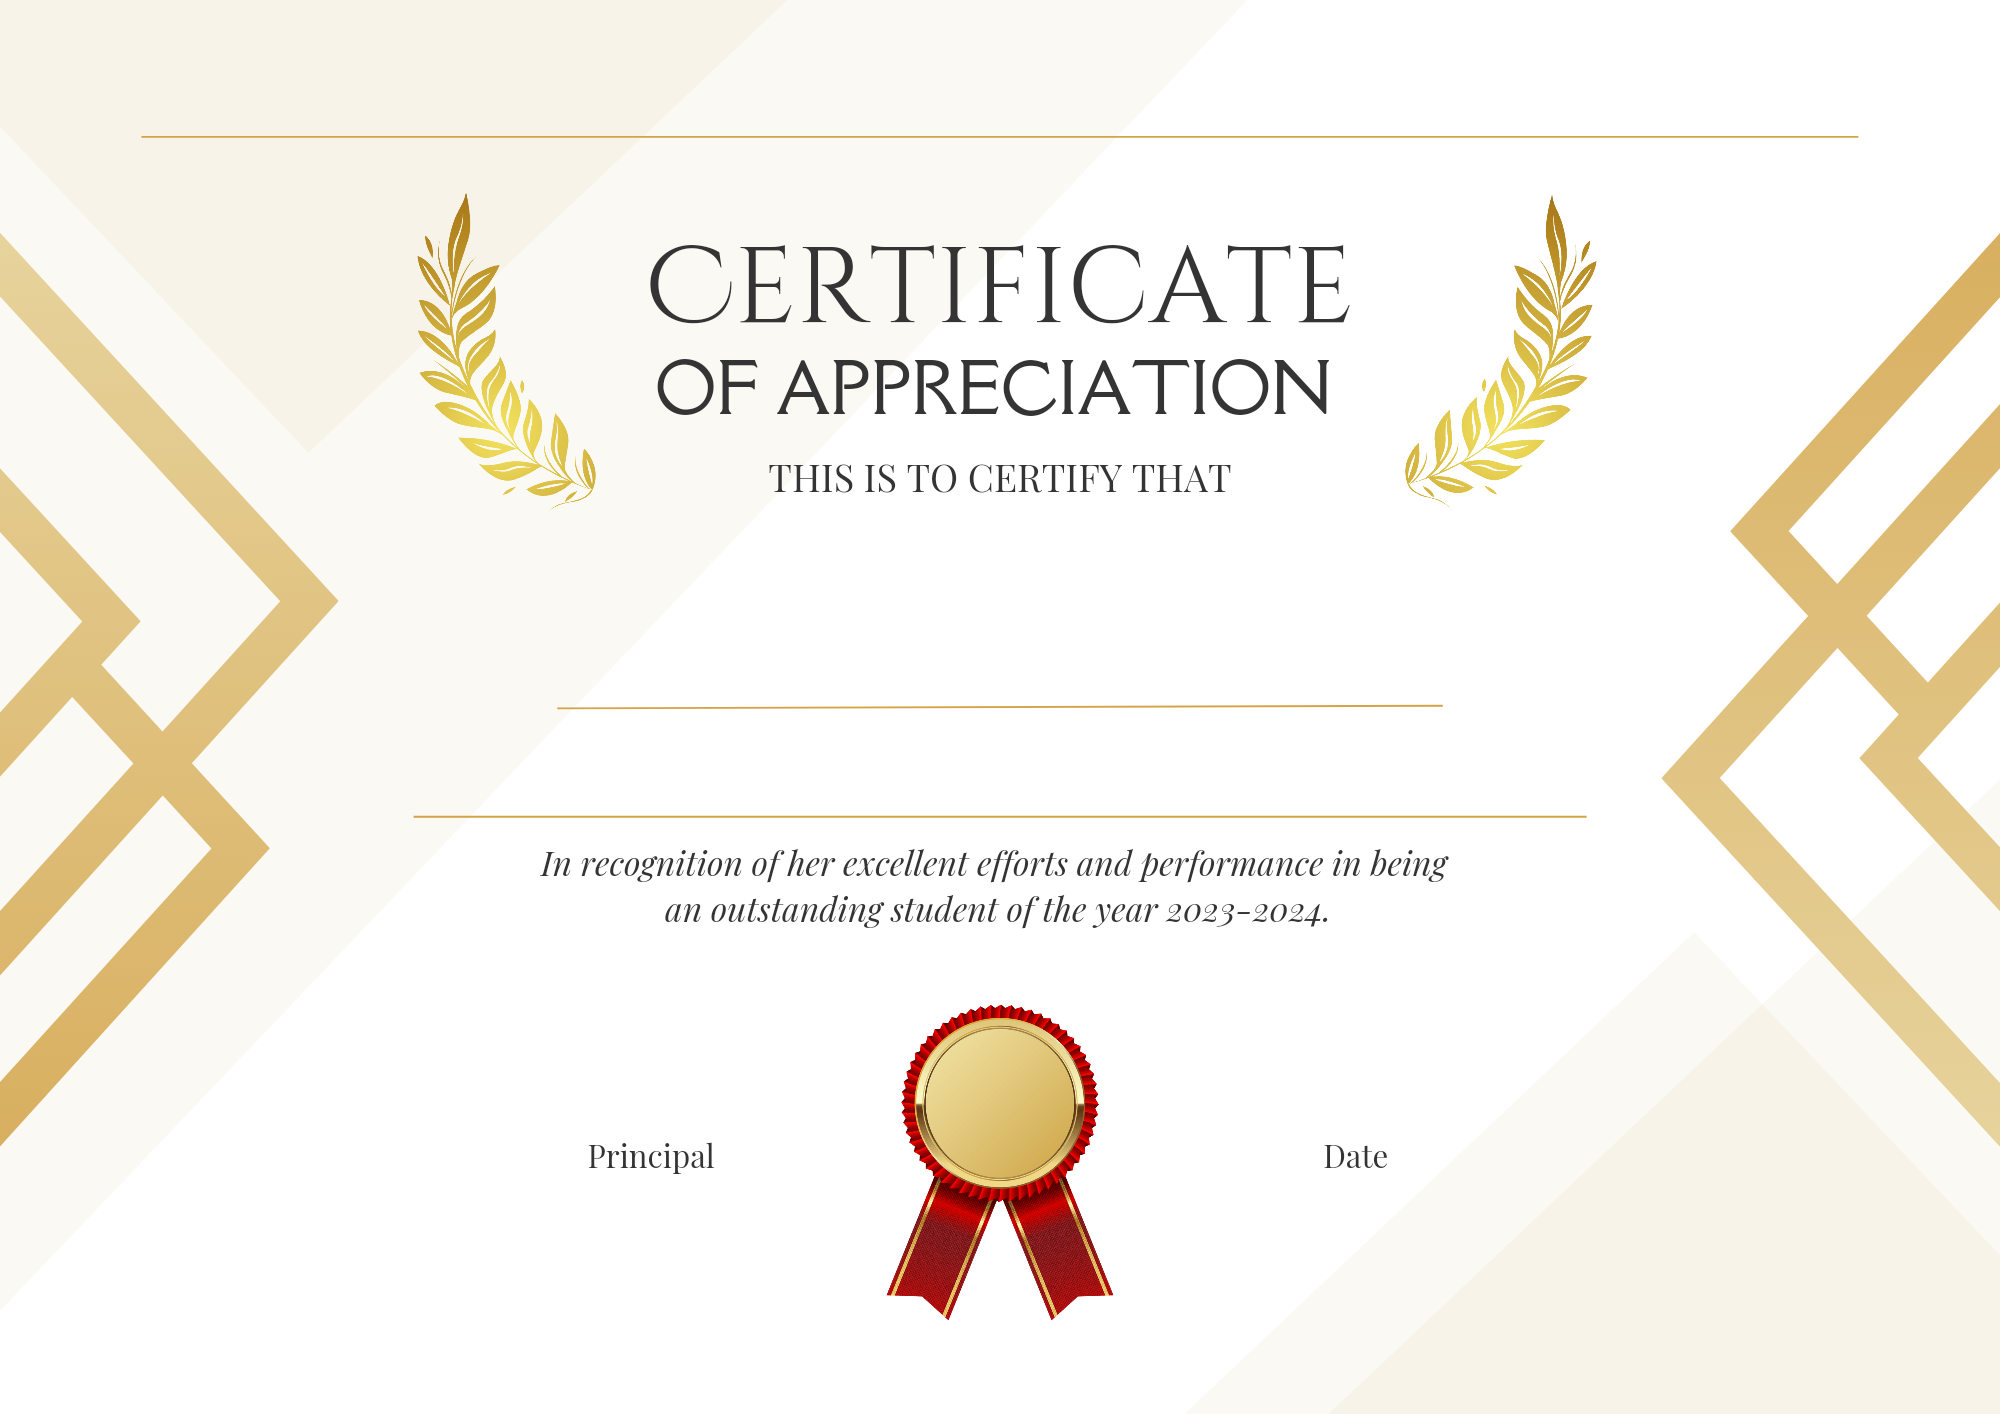 CERTIFICATE
OF APPRECIATION
THIS IS TO CERTIFY THAT
In recognition of her excellent efforts and performance in being
an outstanding student of the year 2023-2024.
Principal
Date